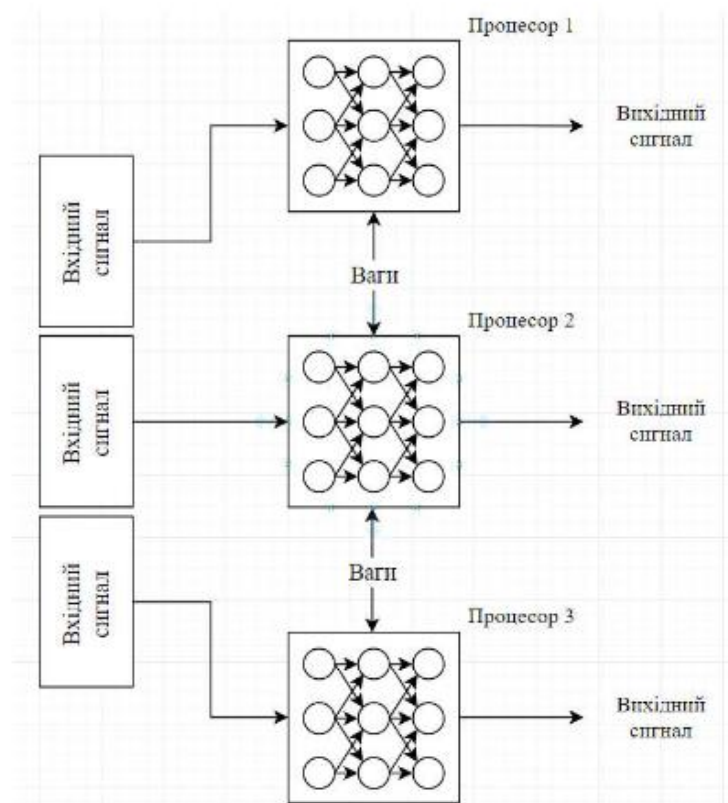 Процесор 1
Вхідний
сигнал
Вихідний
сигнал
Ваги
Процесор 2
Вхідний
сигнал
Вихідний
сигнал
Ваги
Процесор 3
Вхідний
сигнал
Вихідний
сигнал